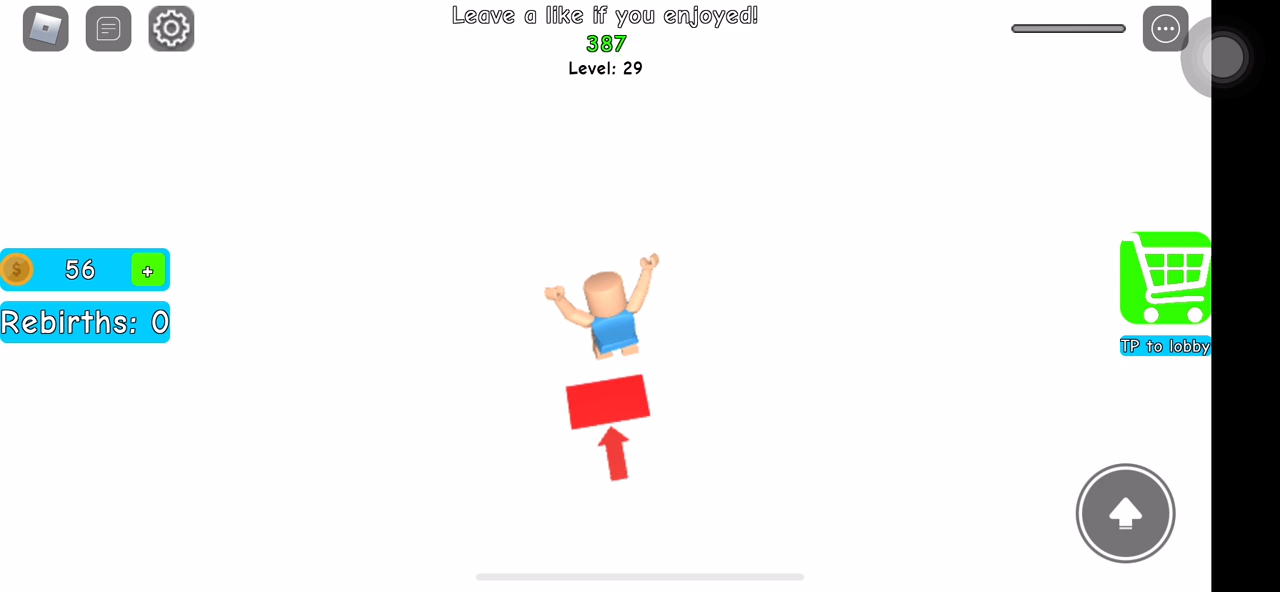 Leave a like if you enjoyed!
387
Level: 29
56
+
Rebirths: 0
TP to lobby